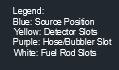 Legend:
Blue: Source Position
Yellow: Detector Slots
Purple: Hose/Bubbler Slot
White: Fuel Rod Slots